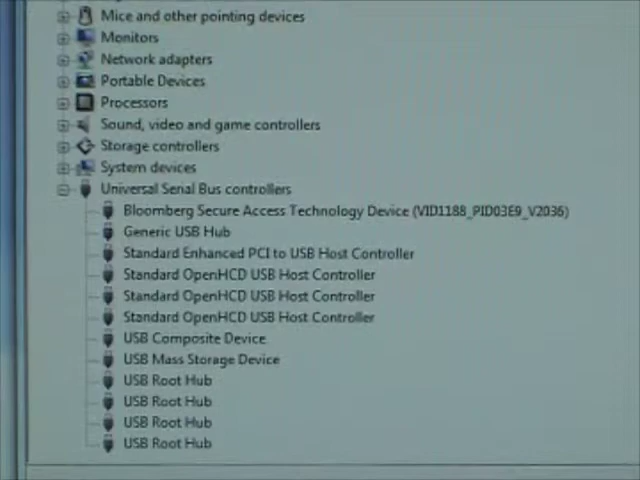 Mice and other pointing devices
Monitors
Network adapters
Portable Devices
Processors
Sound, video and game controllers
Storage controllers
System devices
Universal Serial Bus controllers
Bloomberg Secure Access Technology Device (VID1188_PID03E9_V2036)
Generic USB Hub
Standard Enhanced PCI to USB Host Controller
Standard OpenHCD USB Host Controller
Standard OpenHCD USB Host Controller
Standard OpenHCD USB Host Controller
USB Composite Device
USB Mass Storage Device
USB Root Hub
USB Root Hub
USB Root Hub
USB Root Hub